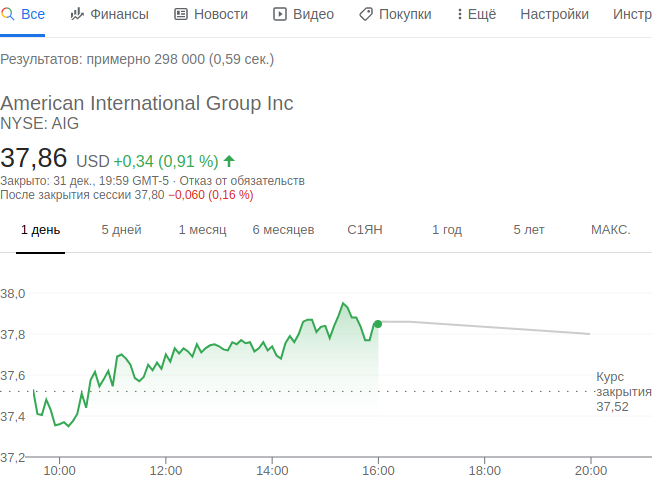 Все Финансы Новости Видео Покупки Ещё Настройки Инстр
Результатов: примерно 298 000 (0,59 сек.)
American International Group Inc
NYSE: AIG
37,86 USD +0,34 (0,91 %)
Закрыто: 31 дек., 19:59 GMT-5 · Отказ от обязательств
После закрытия сессии 37,80 −0,060 (0,16 %)
1 день 5 дней 1 месяц 6 месяцев С1ЯН 1 год 5 лет МАКС.
38,0
37,8
37,6
37,4
37,2
Курс
закрытия
37,52
10:00 12:00 14:00 16:00 18:00 20:00